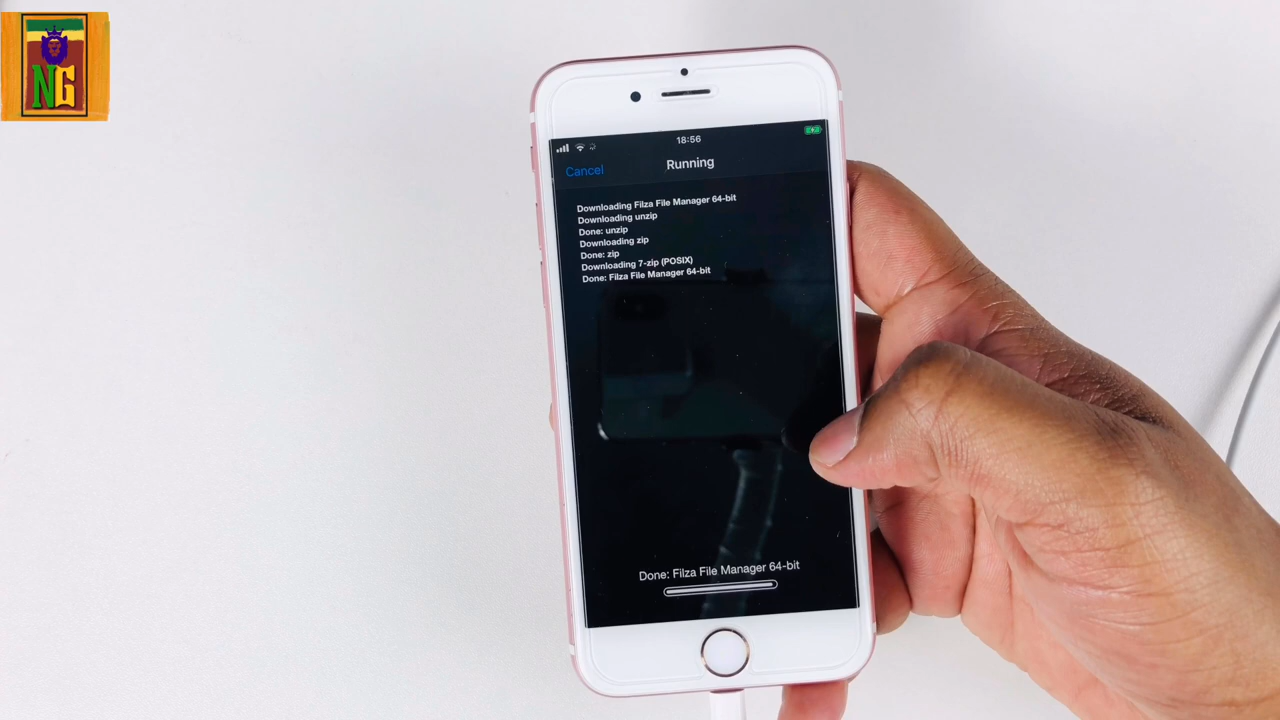 NG
18:56
Cancel
Running
Downloading Filza File Manager 64-bit
Downloading unzip
Done: unzip
Downloading zip
Done: zip
Downloading 7-zip (POSIX)
Done: Filza File Manager 64-bit
Done: Filza File Manager 64-bit